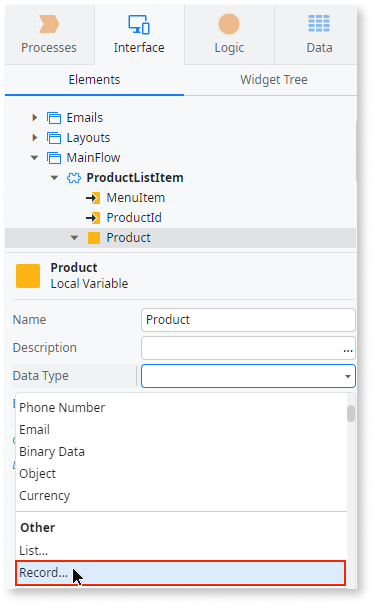 Processes Interface Logic Data
Elements Widget Tree
Emails
Layouts
MainFlow
ProductListItem
MenuItem
ProductId
Product
Product
Local Variable
Name Product
Description ...
Data Type
Phone Number
Email
Binary Data
Object
Currency
Other
List...
Record...